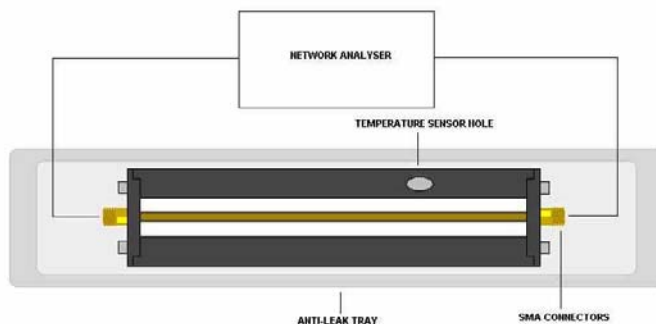 NETWORK ANALYSER
TEMPERATURE SENSOR HOLE
ANTI-LEAK TRAY
SMA CONNECTORS